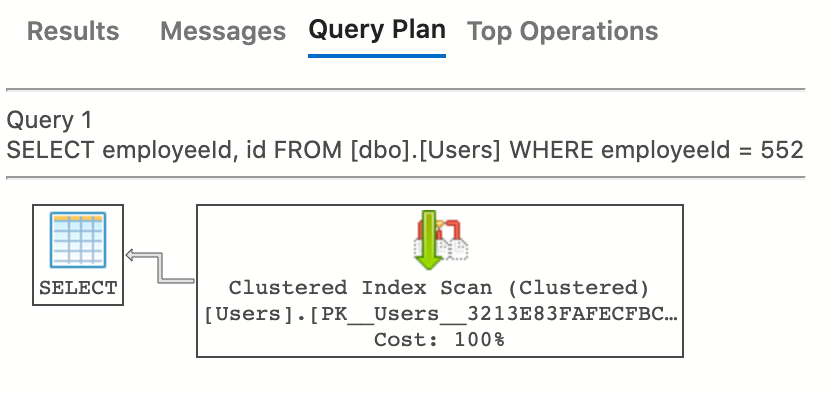 Results Messages Query Plan Top Operations
Query 1
SELECT employeeId, id FROM [dbo].[Users] WHERE employeeId = 552
SELECT
Clustered Index Scan (Clustered)
[Users].[PK__Users__3213E83FAFECFBC…
Cost: 100%